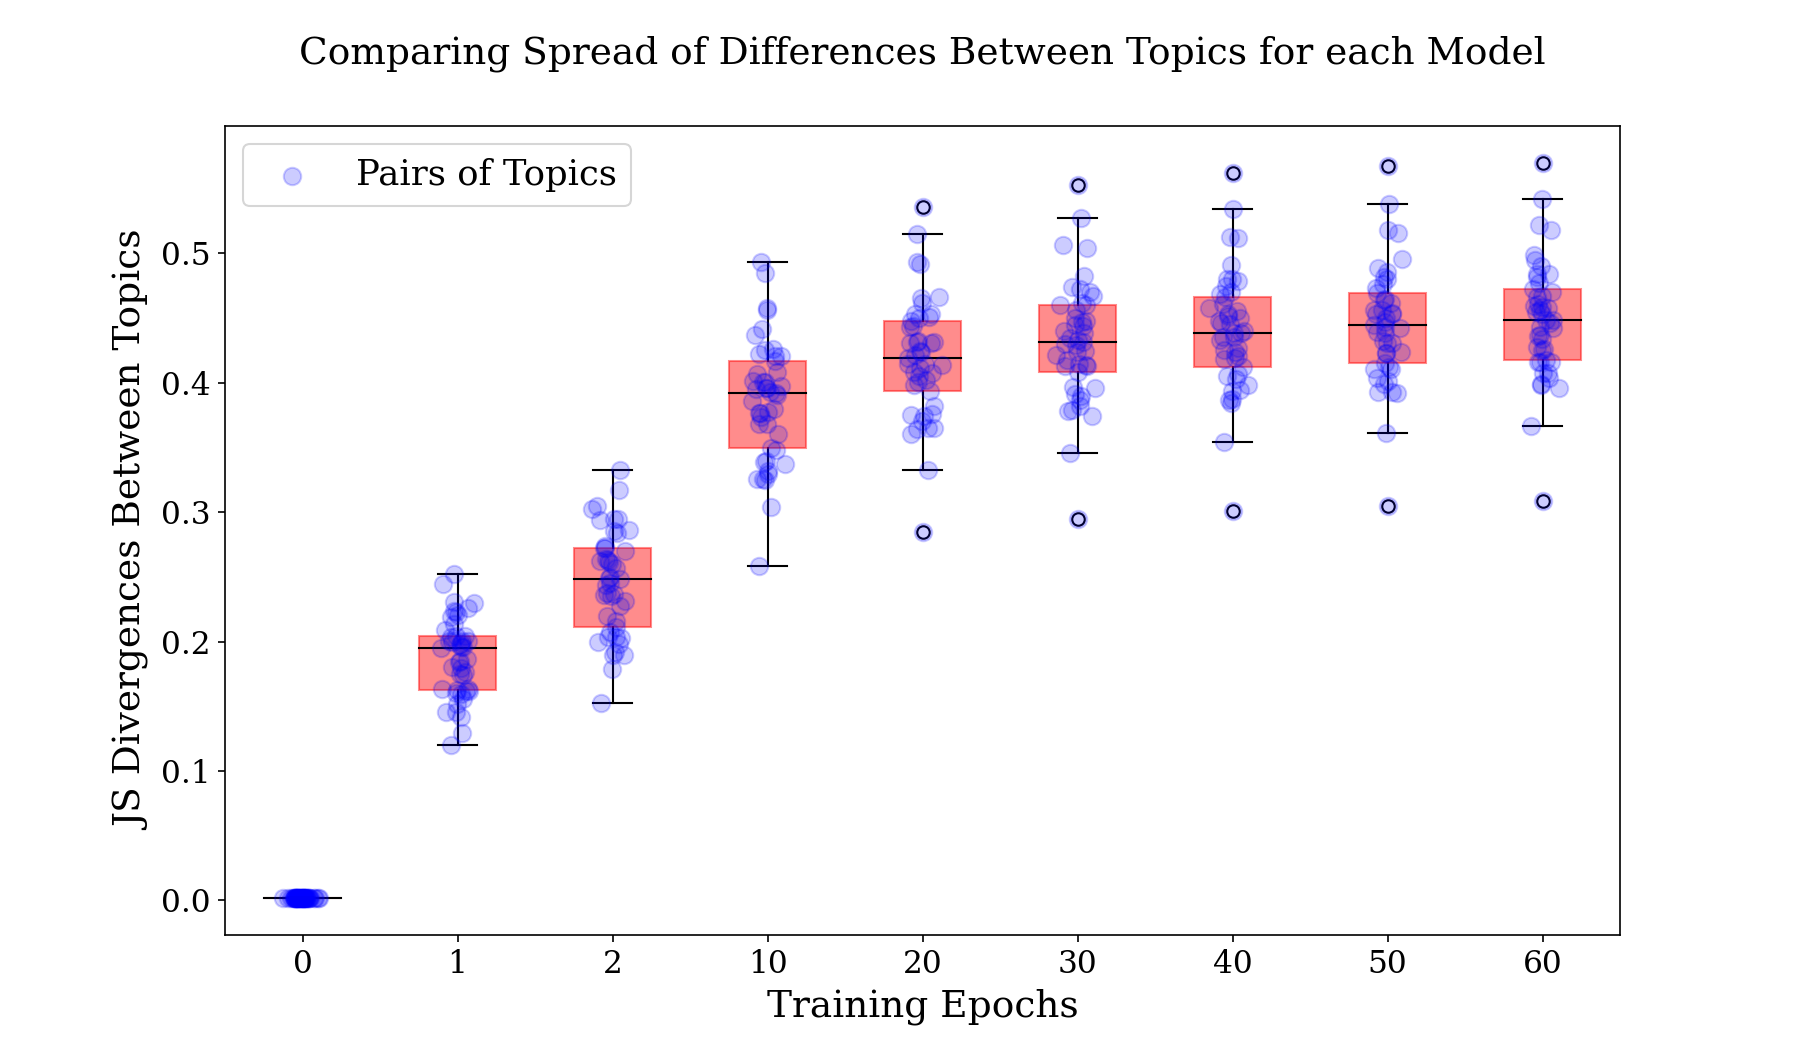 Comparing Spread of Differences Between Topics for each Model
Pairs of Topics
JS Divergences Between Topics
0.5
0.4
0.3
0.2
0.1
0.0
0 1 2 10 20 30 40 50 60
Training Epochs